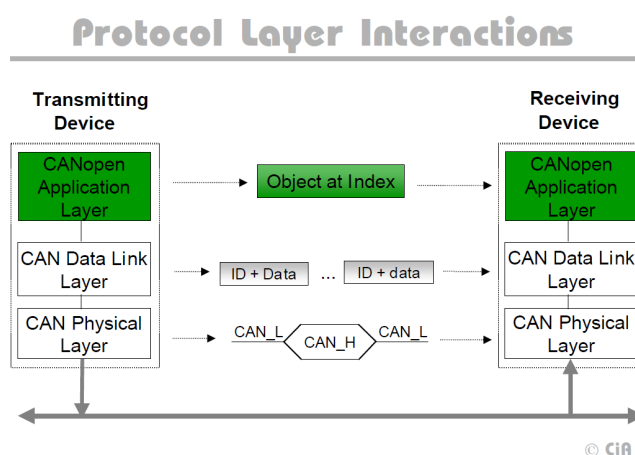 Protocol Layer Interactions
Transmitting
Device
Receiving
Device
CANopen
Application
Layer
Object at Index
CANopen
Application
Layer
CAN Data Link
Layer
ID + Data
...
ID + data
CAN Data Link
Layer
CAN Physical
Layer
CAN_L
CAN_H
CAN_L
CAN Physical
Layer
© CiA